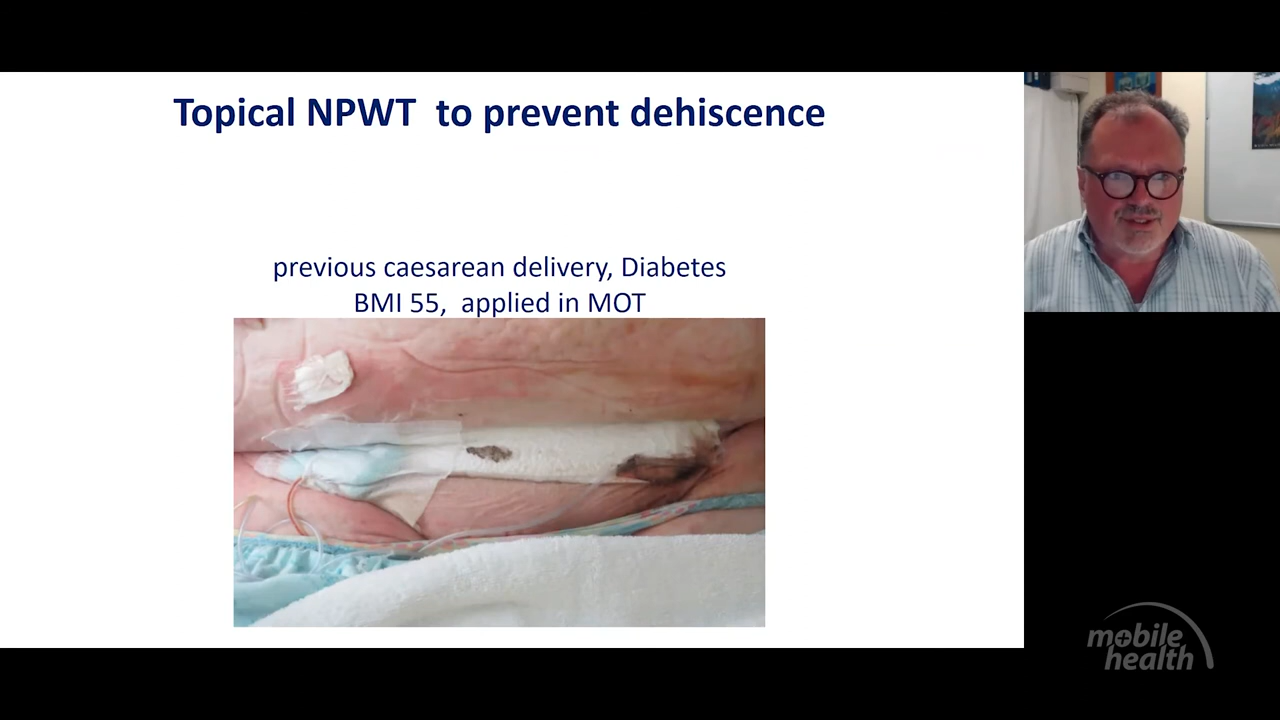 Topical NPWT to prevent dehiscence
previous caesarean delivery, Diabetes
BMI 55, applied in MOT
mobile
health